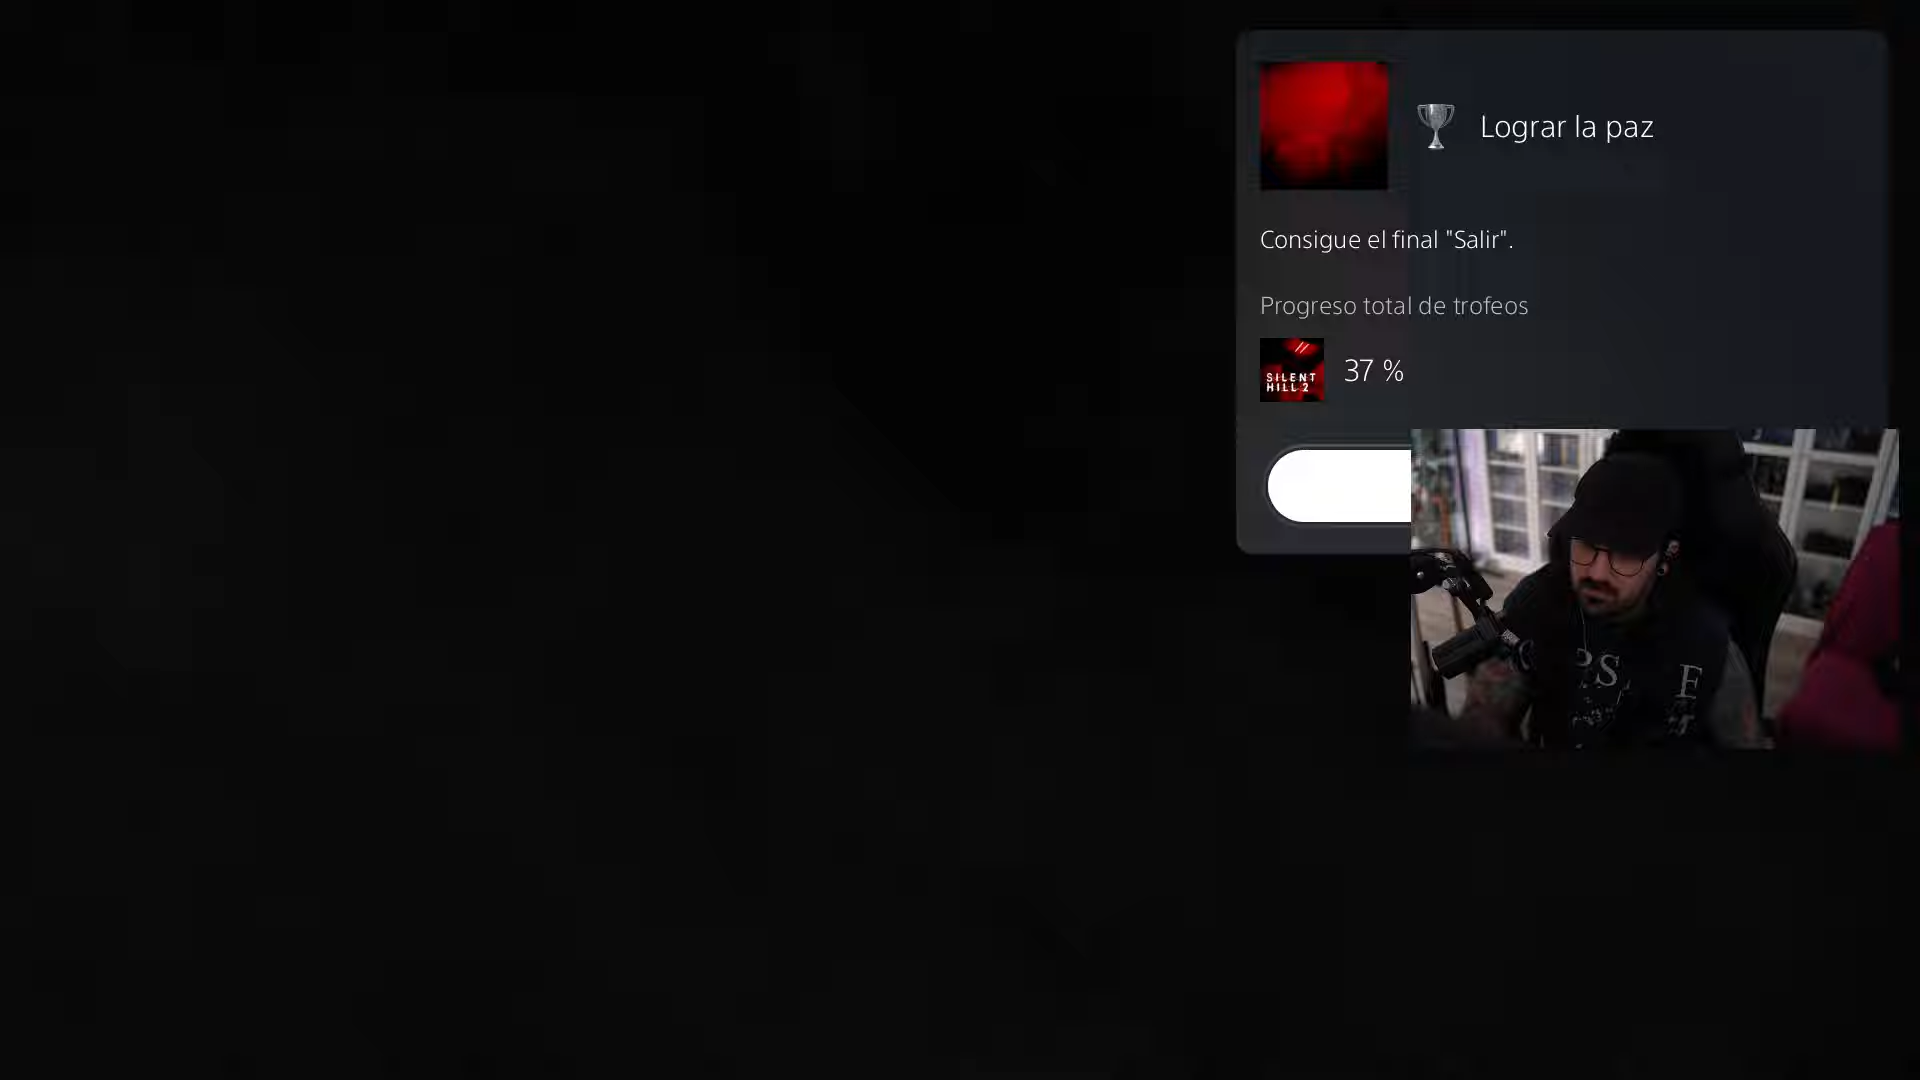 Lograr la paz
Consigue el final "Salir".
Progreso total de trofeos
SILENT
HILL 2
37 %